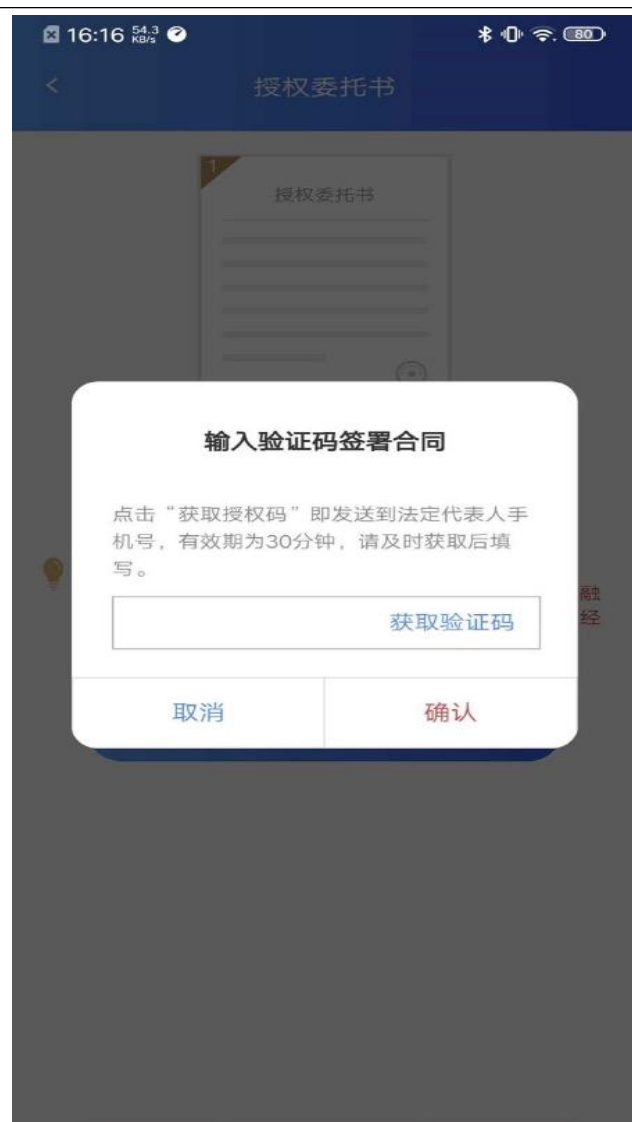 16:16 54.3 KB/s 80
授权委托书
1
授权委托书
输入验证码签署合同
点击“获取授权码”即发送到法定代表人手
机号，有效期为30分钟，请及时获取后填
写。
融
经
获取验证码
取消
确认